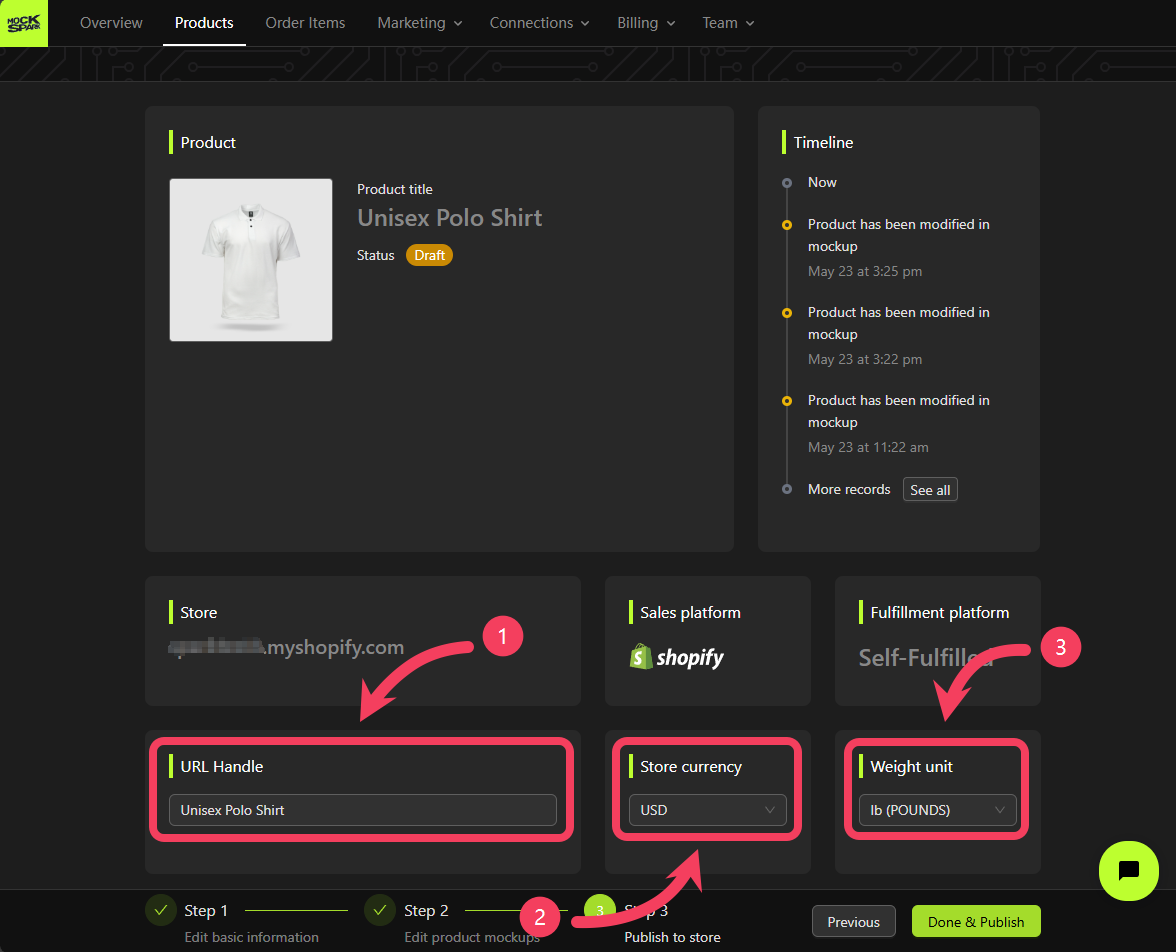 MOCK
SPARK
Overview
Products
Order Items
Marketing
Connections
Billing
Team
Product
Product title
Unisex Polo Shirt
Status
Draft
Timeline
Now
Product has been modified in
mockup
May 23 at 3:25 pm
Product has been modified in
mockup
May 23 at 3:22 pm
Product has been modified in
mockup
May 23 at 11:22 am
More records
See all
Store
.myshopify.com
1
Sales platform
shopify
Fulfillment platform
Self-Fulfilled
3
URL Handle
Unisex Polo Shirt
Store currency
USD
Weight unit
lb (POUNDS)
Step 1
Edit basic information
Step 2
Edit product mockups
2
3
Step 3
Publish to store
Previous
Done & Publish